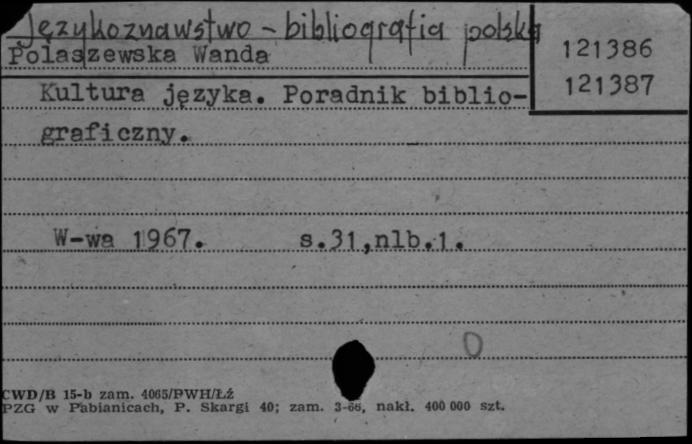 Językoznawstwo - bibliografia polska
Polaszewska Wanda
121386
121387
Kultura języka. Poradnik biblio-
graficzny.
W-wa 1967. s.31,nlb.1.
0
CWD/B 15-b zam. 4065/PWH/Łź
PZG w Pabianicach, P. Skargi 40; zam. 3-66, nakł. 400 000 szt.